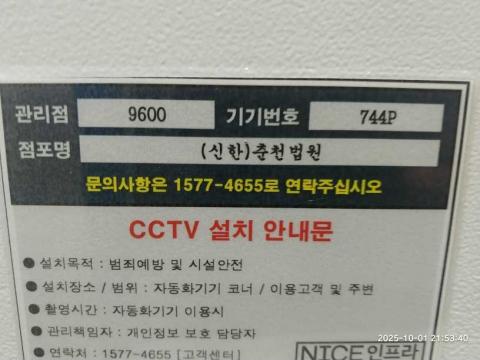 관리점 9600 기기번호 744P
점포명 (신한)춘천법원
문의사항은 1577-4655로 연락주십시오
CCTV 설치 안내문
● 설치목적 : 범죄예방 및 시설안전
● 설치장소 / 범위 : 자동화기기 코너 / 이용고객 및 주변
● 촬영시간 : 자동화기기 이용시
● 관리책임자 : 개인정보 보호 담당자
● 연락처 : 1577-4655 [고객센터]
NICE인프라
2025-10-01 21:53:40